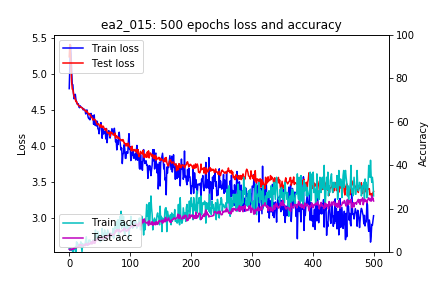 ea2_015: 500 epochs loss and accuracy
5.5
5.0
4.5
4.0
3.5
3.0
Loss
100
80
60
40
20
0
Accuracy
Train loss
Test loss
Train acc
Test acc
0
100
200
300
400
500